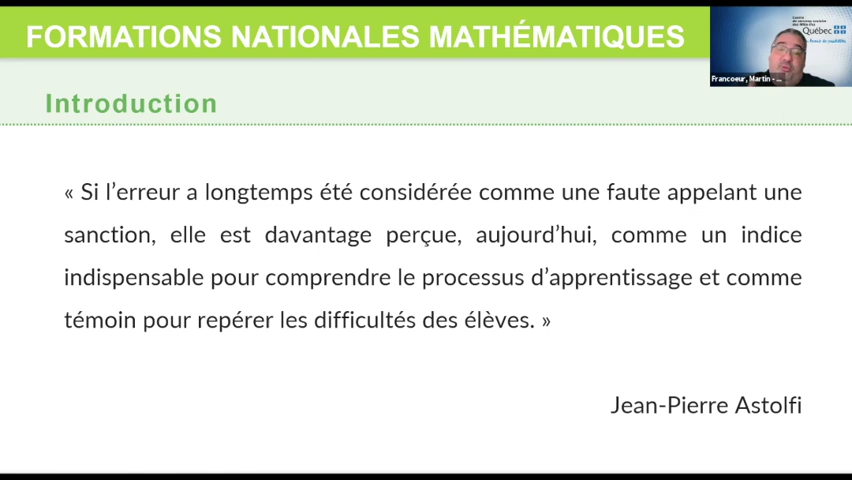 FORMATIONS NATIONALES MATHÉMATIQUES
Québec
Francoeur, Martin - ...
Introduction
« Si l’erreur a longtemps été considérée comme une faute appelant une
sanction, elle est davantage perçue, aujourd’hui, comme un indice
indispensable pour comprendre le processus d’apprentissage et comme
témoin pour repérer les difficultés des élèves. »
Jean-Pierre Astolfi